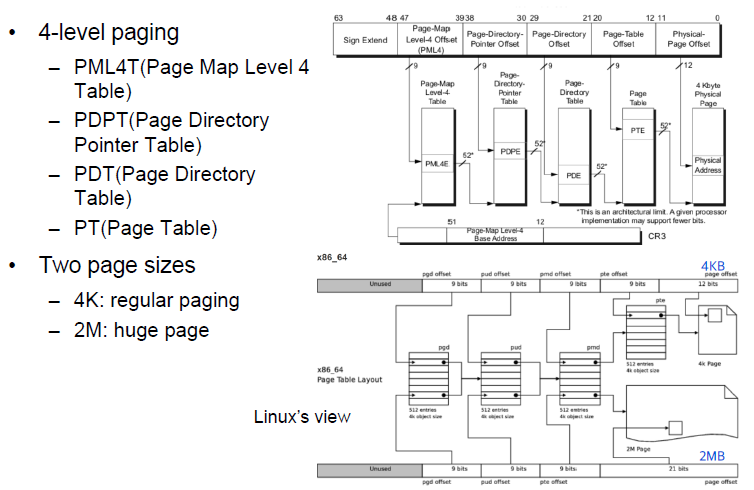 • 4-level paging
– PML4T(Page Map Level 4
Table)
– PDPT(Page Directory
Pointer Table)
– PDT(Page Directory
Table)
– PT(Page Table)
• Two page sizes
– 4K: regular paging
– 2M: huge page
63 48 47 39 38 30 29 21 20 12 11 0
Sign Extend
Page-Map
Level-4 Offset
(PML4)
Page-Directory-
Pointer Offset
Page-Directory
Offset
Page-Table
Offset
Physical-
Page Offset
9 9 9 9 12
Page-Map
Level-4
Table
Page-
Directory-
Pointer
Table
Page-
Directory
Table
Page
Table
4 Kbyte
Physical
Page
PML4E
52*
PDPE
52*
PDE
52*
PTE
52*
Physical
Address
*This is an architectural limit. A given processor
implementation may support fewer bits.
51 12
Page-Map Level-4
Base Address
CR3
x86_64
4KB
pgd offset pud offset pmd offset pte offset page offset
Unused 9 bits 9 bits 9 bits 9 bits 12 bits
pte
pgd pud pmd
512 entries
4k object size
4k Page
x86_64
Page Table Layout
512 entries
4k object size
512 entries
4k object size
512 entries
4k object size
Linux's view
2M Page
2MB
Unused 9 bits 9 bits 9 bits 21 bits
pgd offset pud offset pte offset page offset